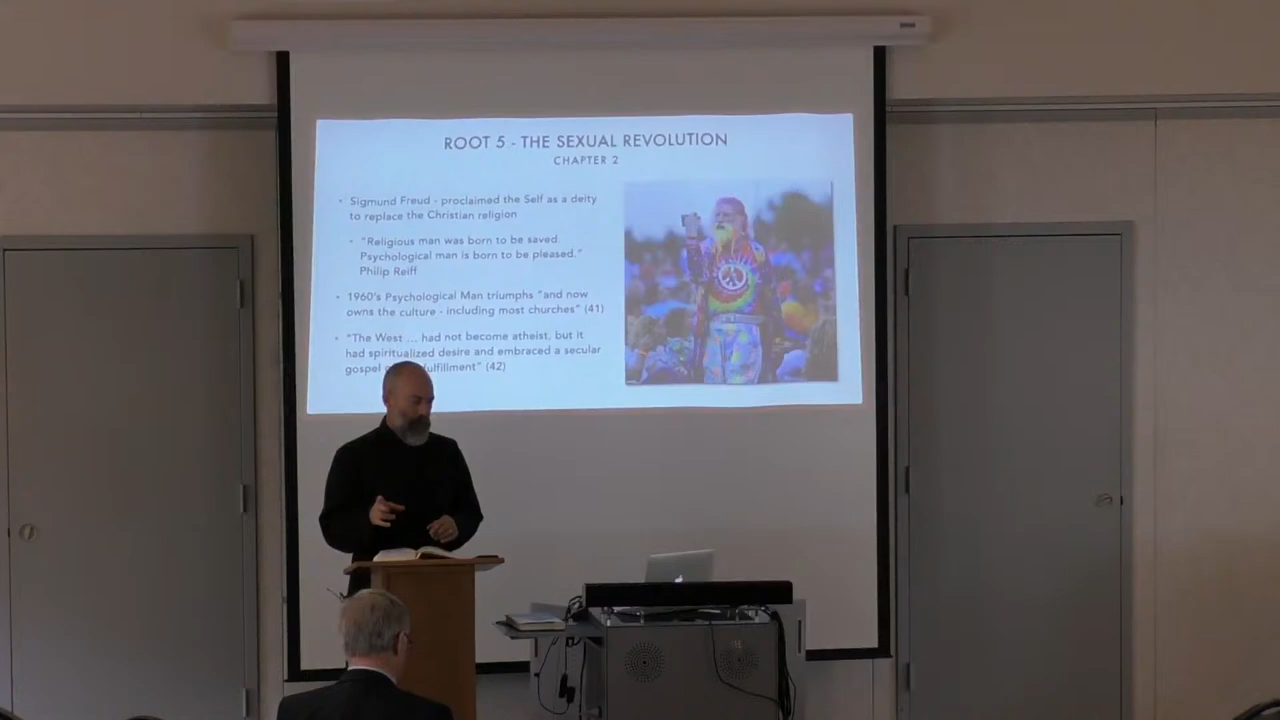 ROOT 5 - THE SEXUAL REVOLUTION
CHAPTER 2
• Sigmund Freud - proclaimed the Self as a deity
to replace the Christian religion
• "Religious man was born to be saved.
Psychological man is born to be pleased."
Philip Reiff
• 1960's Psychological Man triumphs "and now
owns the culture - including most churches" (41)
• "The West ... had not become atheist, but it
had spiritualized desire and embraced a secular
gospel ulfillment" (42)